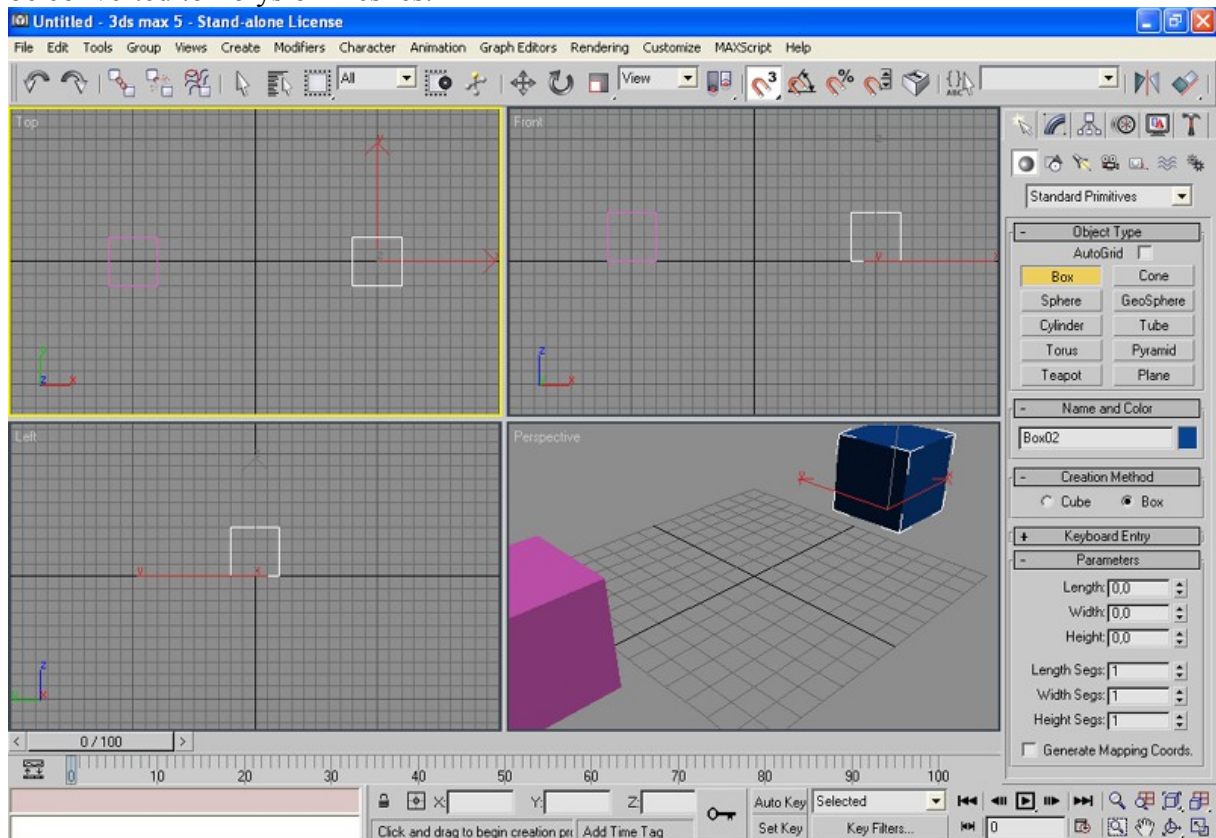 Untitled - 3ds max 5 - Stand-alone License
File Edit Tools Group Views Create Modifiers Character Animation Graph Editors Rendering Customize MAXScript Help
All
View
3
%
ABC
Top
Front
Left
Perspective
y
z
x
Standard Primitives
- Object Type
AutoGrid
Box Cone
Sphere GeoSphere
Cylinder Tube
Torus Pyramid
Teapot Plane
- Name and Color
Box02
- Creation Method
Cube Box
+ Keyboard Entry
- Parameters
Length: 0,0
Width: 0,0
Height: 0,0
Length Segs: 1
Width Segs: 1
Height Segs: 1
Generate Mapping Coords.
< 0 / 100 >
0 10 20 30 40 50 60 70 80 90 100
X: Y: Z:
Auto Key Selected
Click and drag to begin creation Add Time Tag
Set Key Key Filters... 0